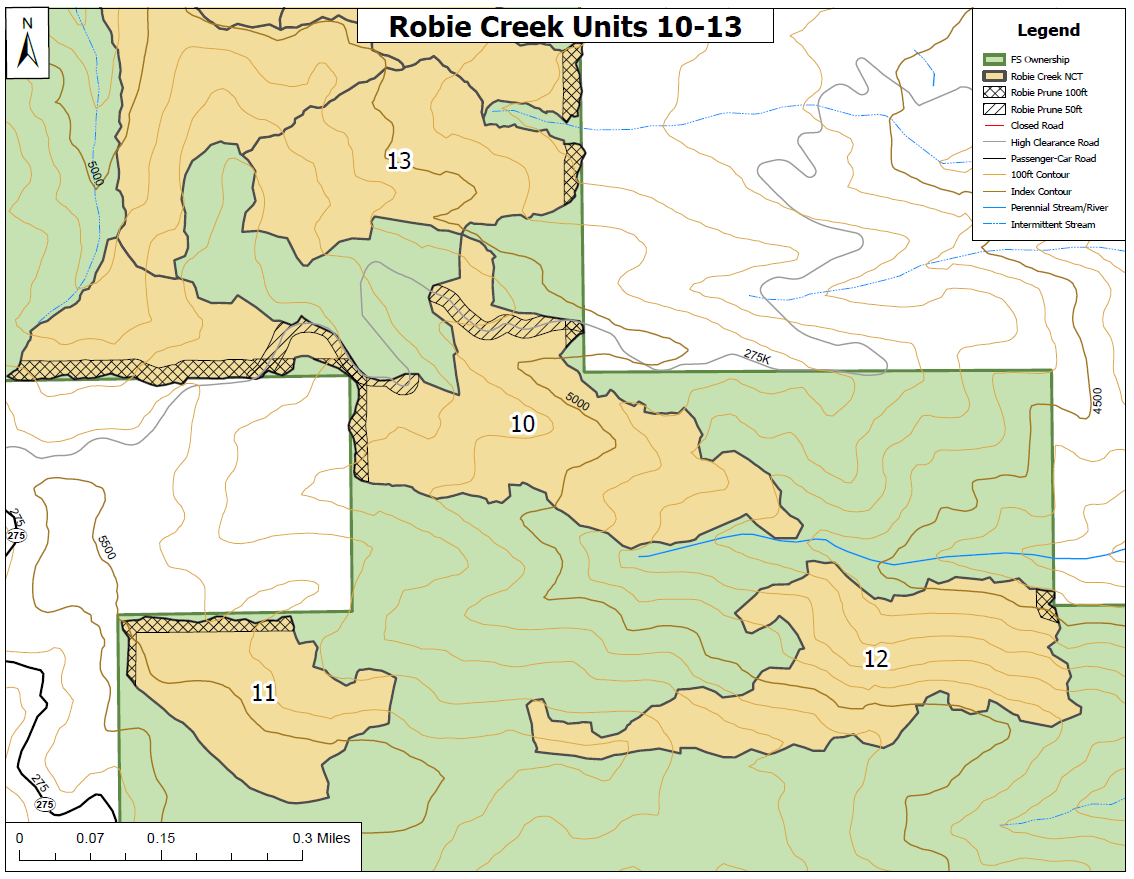 Robie Creek Units 10-13
N
Legend
FS Ownership
Robie Creek NCT
Robie Prune 100ft
Robie Prune 50ft
Closed Road
High Clearance Road
Passenger-Car Road
100ft Contour
Index Contour
Perennial Stream/River
Intermittent Stream
13
5000
275K
5000
4500
10
275
275
5500
12
11
275
275
0 0.07 0.15 0.3 Miles